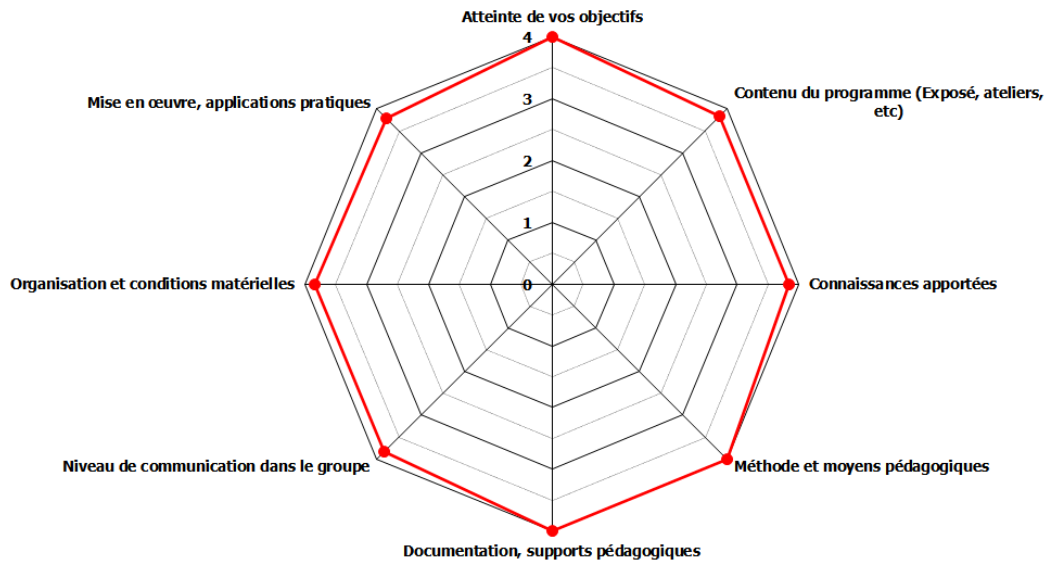 Atteinte de vos objectifs
4
Mise en œuvre, applications pratiques
Contenu du programme (Exposé, ateliers,
etc)
3
2
1
Organisation et conditions matérielles
0
Connaissances apportées
Niveau de communication dans le groupe
Méthode et moyens pédagogiques
Documentation, supports pédagogiques